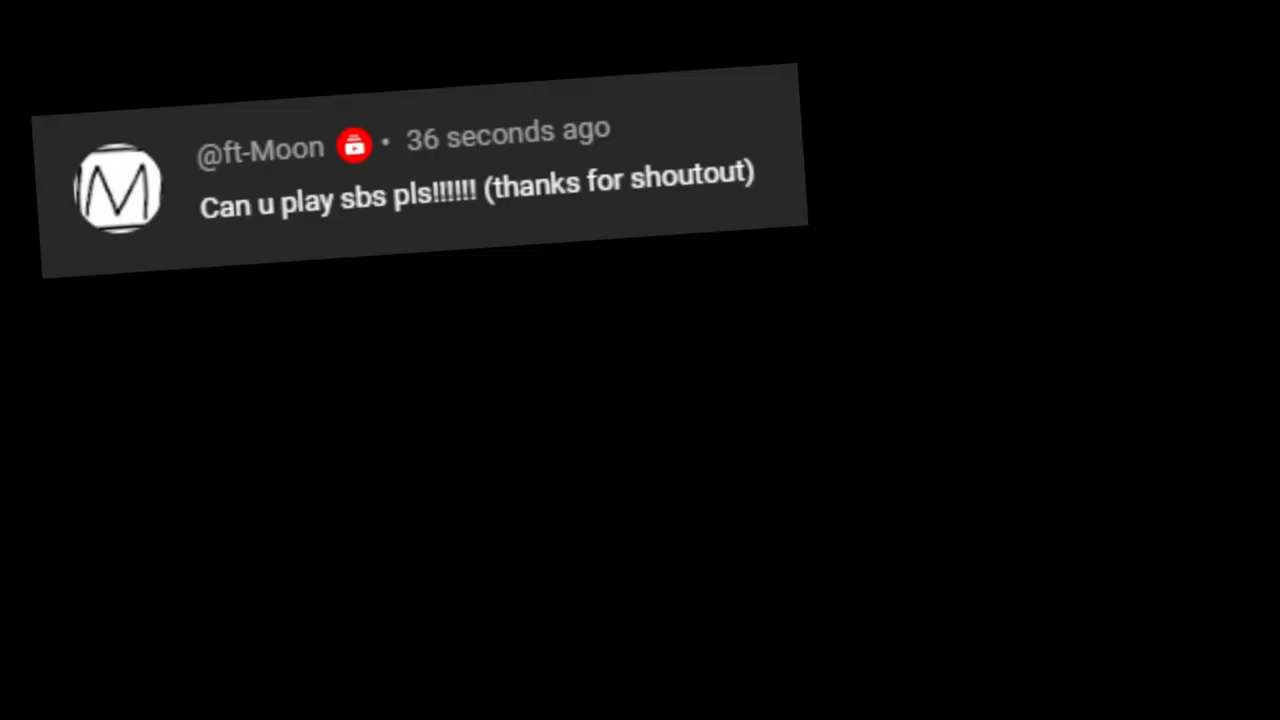 @ft-Moon • 36 seconds ago
M Can u play sbs pls!!!!!! (thanks for shoutout)